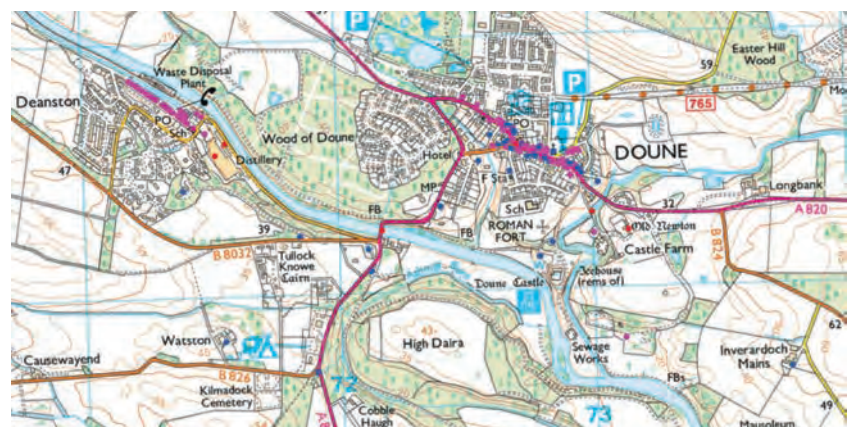 P
Waste Disposal
Plant
Deanston
PO
Sch
Distillery
47
Wood of Doune
Hotel
MP
F Sta
PO
P
59
Easter Hill
Wood
765
DOUNE
Longbank
32
A 820
Old Newton
Castle Farm
B 824
Sch
ROMAN
FORT
FB
FB
39
B 8032
Tullock
Knowe
Cairn
Doune Castle
Icehouse
(rems of)
62
Watston
High Daira
43
Sewage
Works
Inverardoch
Mains
Causewayend
B 826
Kilmadock
Cemetery
72
Cobble
Haugh
73
FBs
49
Mausoleum